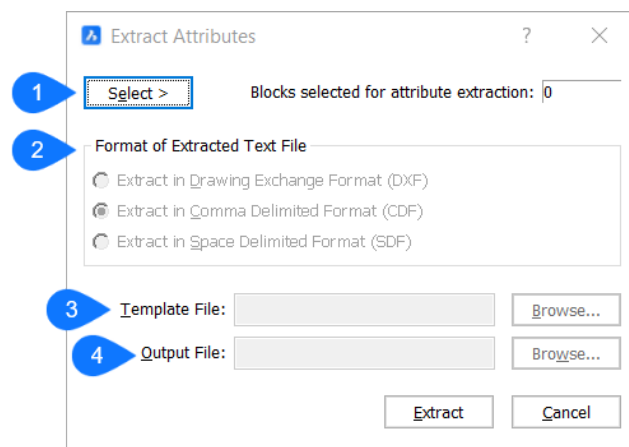 Extract Attributes ?
1 Select > Blocks selected for attribute extraction: 0
2 Format of Extracted Text File
Extract in Drawing Exchange Format (DXF)
Extract in Comma Delimited Format (CDF)
Extract in Space Delimited Format (SDF)
3 Template File: Browse...
4 Output File: Browse...
Extract Cancel